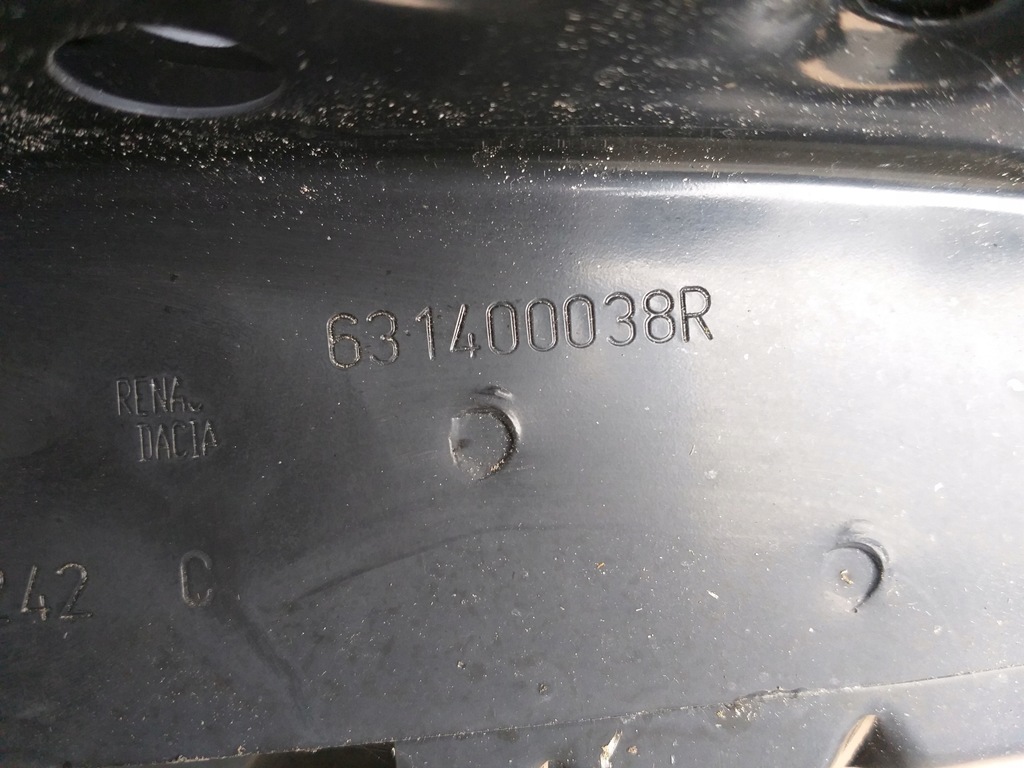 631400038R
RENA
DACIA
242 C